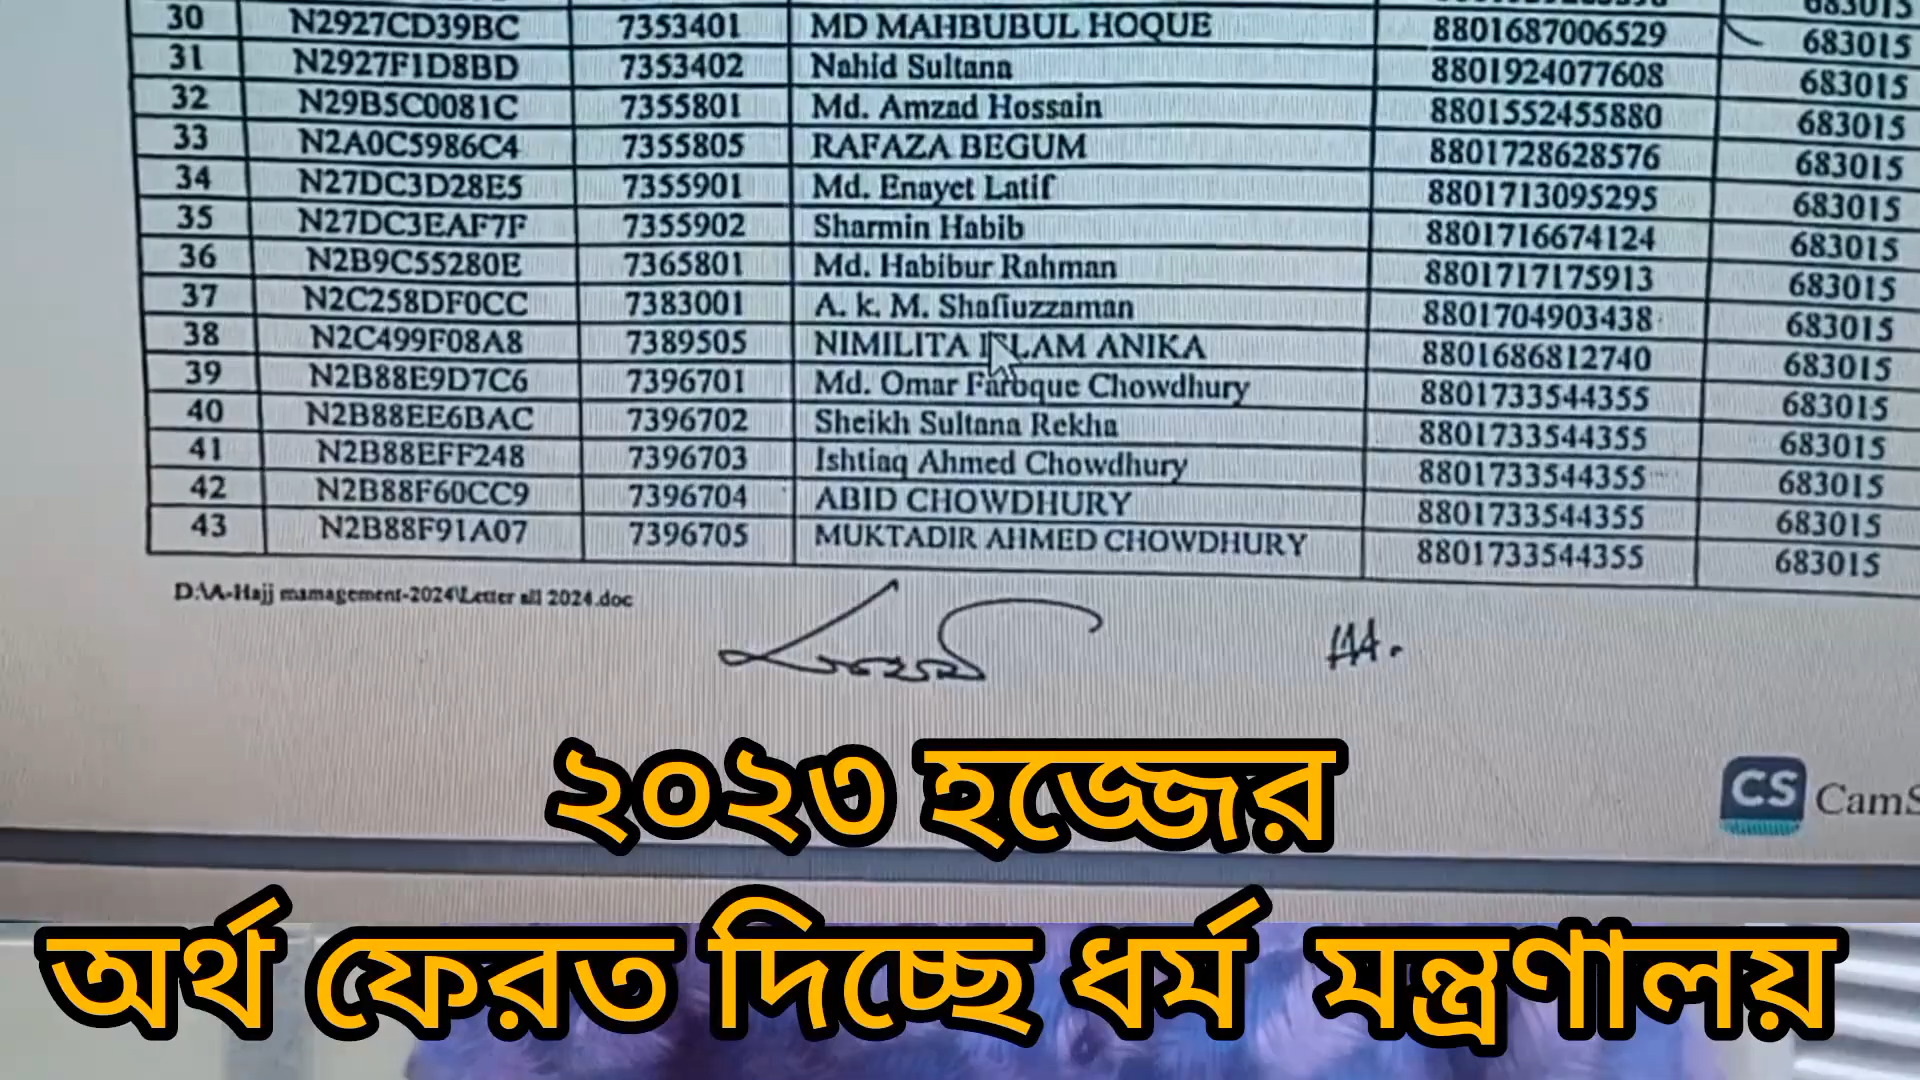 30 N2927CD39BC 7353401 MD MAHBUBUL HOQUE 8801687006529 683015
31 N2927F1D8BD 7353402 Nahid Sultana 8801924077608 683015
32 N29B5C0081C 7355801 Md. Amzad Hossain 8801552455880 683015
33 N2A0C5986C4 7355805 RAFAZA BEGUM 8801728628576 683015
34 N27DC3D28E5 7355901 Md. Enayet Latif 8801713095295 683015
35 N27DC3EAF7F 7355902 Sharmin Habib 8801716674124 683015
36 N2B9C55280E 7365801 Md. Habibur Rahman 8801717175913 683015
37 N2C258DF0CC 7383001 A. k. M. Shafiuzzaman 8801704903438 683015
38 N2C499F08A8 7389505 NIMILITA ISLAM ANIKA 8801686812740 683015
39 N2B88E9D7C6 7396701 Md. Omar Faroque Chowdhury 8801733544355 683015
40 N2B88EE6BAC 7396702 Sheikh Sultana Rekha 8801733544355 683015
41 N2B88EFF248 7396703 Ishtiaq Ahmed Chowdhury 8801733544355 683015
42 N2B88F60CC9 7396704 ABID CHOWDHURY 8801733544355 683015
43 N2B88F91A07 7396705 MUKTADIR AHMED CHOWDHURY 8801733544355 683015
D:\A-Hajj mamagement-2024\Letter all 2024.doc
২০২৩ হজ্জের
CS CamS
অর্থ ফেরত দিচ্ছে ধর্ম মন্ত্রণালয়